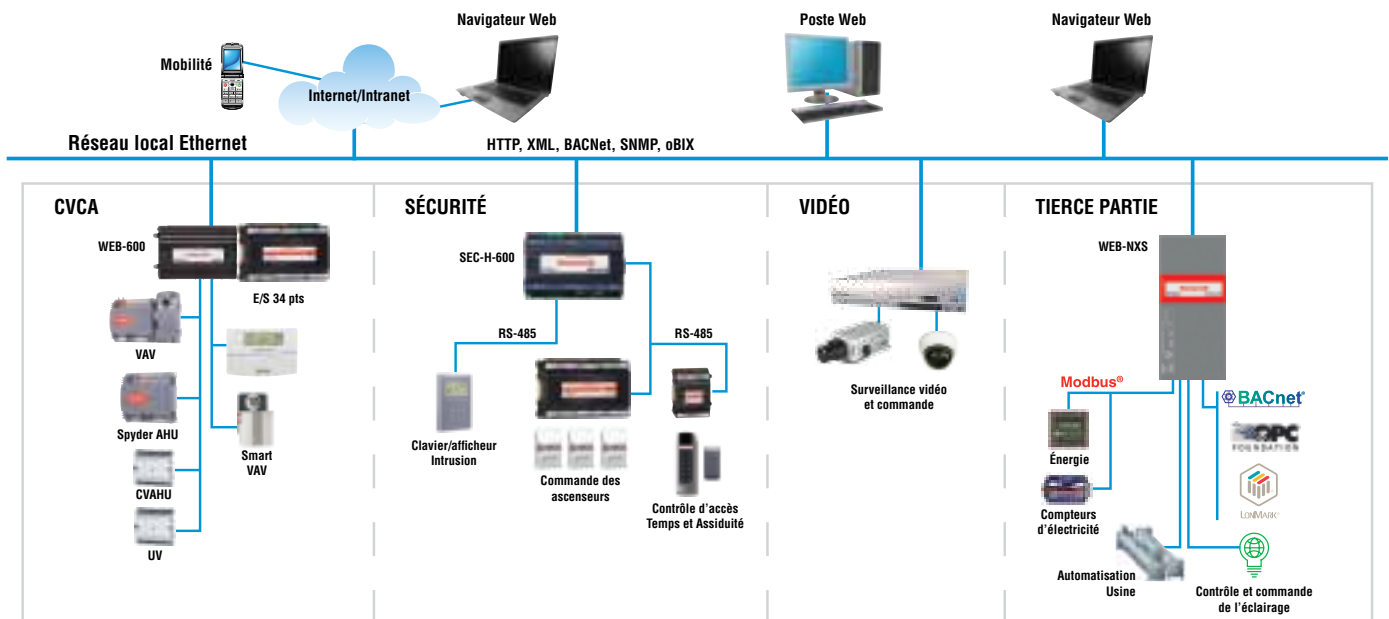 Navigateur Web
Poste Web
Navigateur Web
Mobilité
Internet/Intranet
Réseau local Ethernet
HTTP, XML, BACNet, SNMP, oBIX
CVCA
WEB-600
E/S 34 pts
VAV
Spyder AHU
Smart
VAV
CVAHU
UV
SÉCURITÉ
SEC-H-600
RS-485
RS-485
Clavier/afficheur
Intrusion
Commande des
ascenseurs
Contrôle d'accès
Temps et Assiduité
VIDÉO
Surveillance vidéo
et commande
TIERCE PARTIE
WEB-NXS
Modbus®
BACnet®
Énergie
OPC
FOUNDATION
Compteurs
d'électricité
LONMARK®
Automatisation
Usine
Contrôle et commande
de l'éclairage